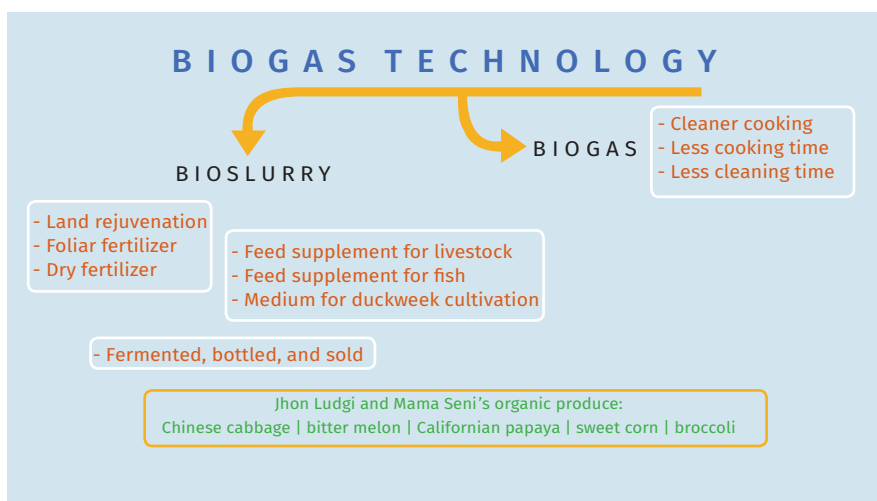 BIOGAS TECHNOLOGY
BIOSLURRY
BIOGAS
- Cleaner cooking
- Less cooking time
- Less cleaning time
- Land rejuvenation
- Foliar fertilizer
- Dry fertilizer
- Feed supplement for livestock
- Feed supplement for fish
- Medium for duckweek cultivation
- Fermented, bottled, and sold
Jhon Ludgi and Mama Seni’s organic produce:
Chinese cabbage | bitter melon | Californian papaya | sweet corn | broccoli